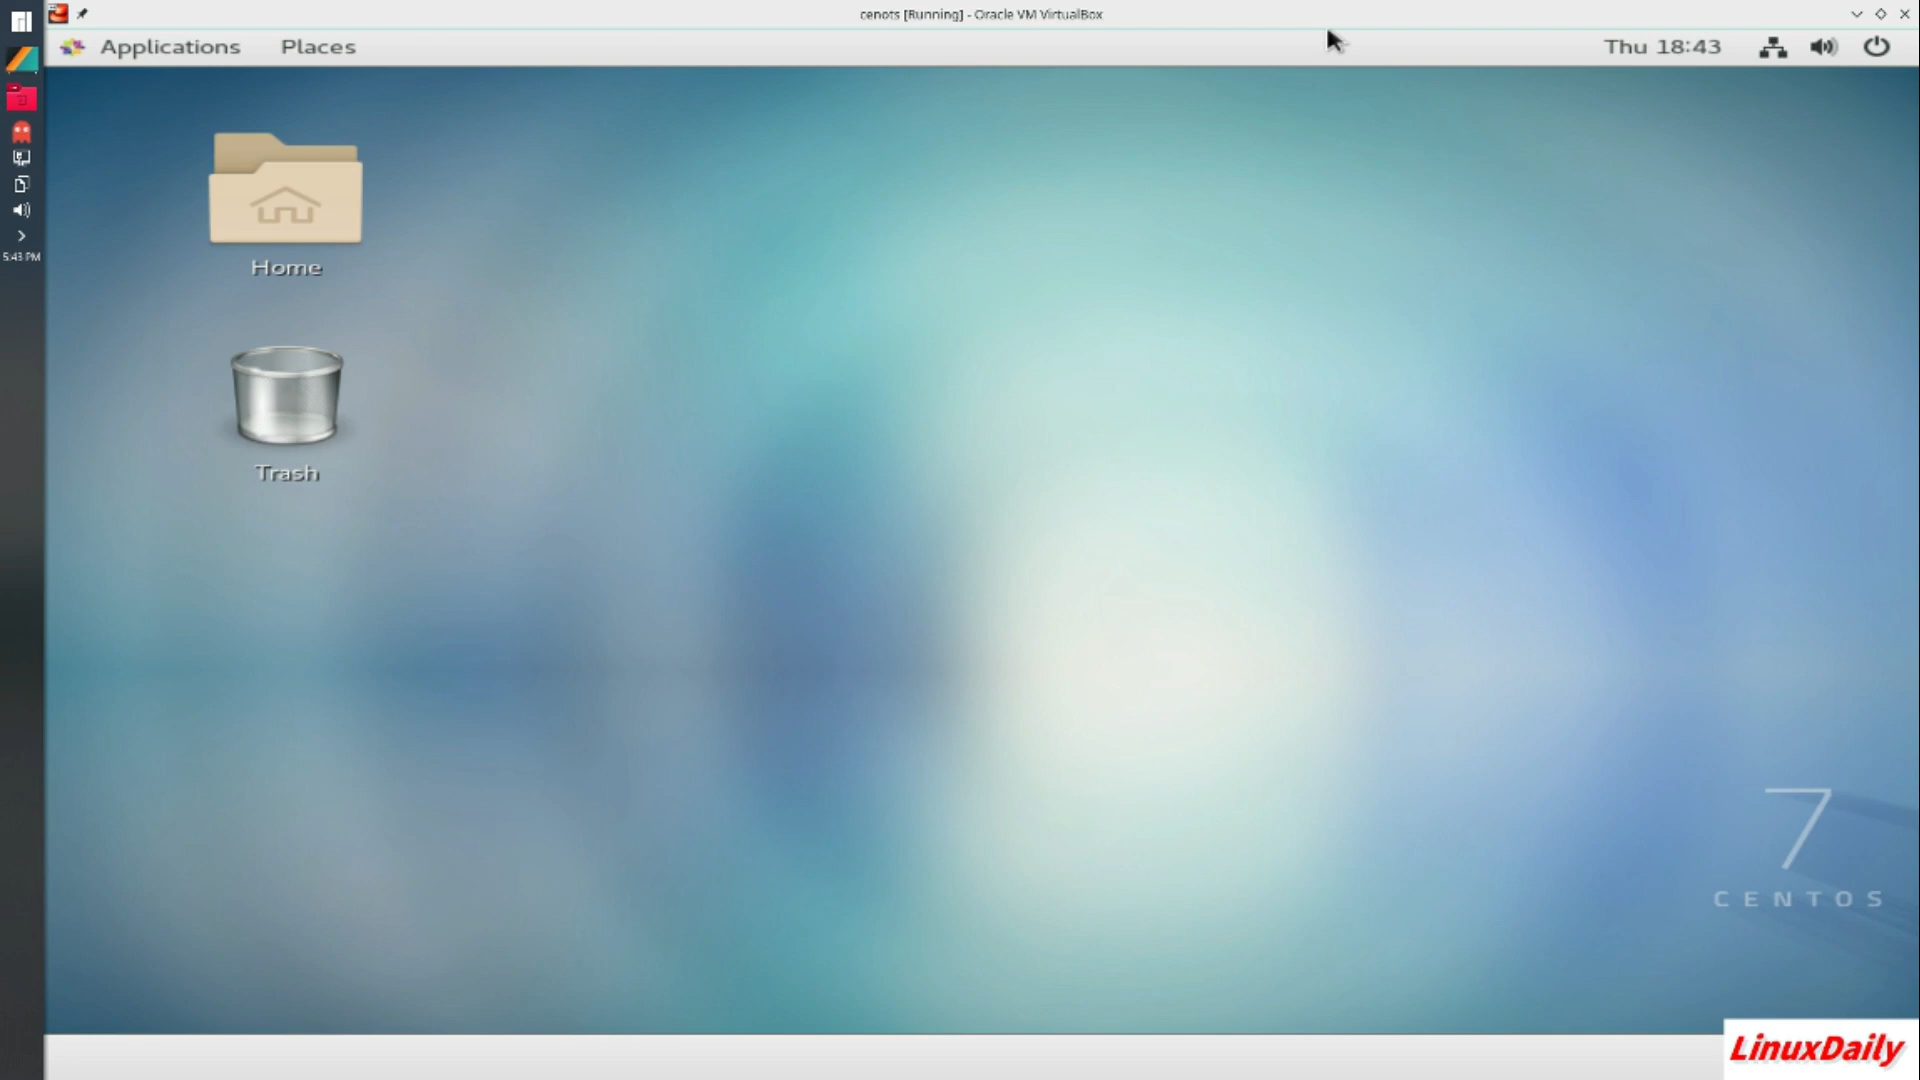 cenots [Running] - Oracle VM VirtualBox
Applications Places Thu 18:43
5:43 PM
Home
Trash
7
CENTOS
LinuxDaily